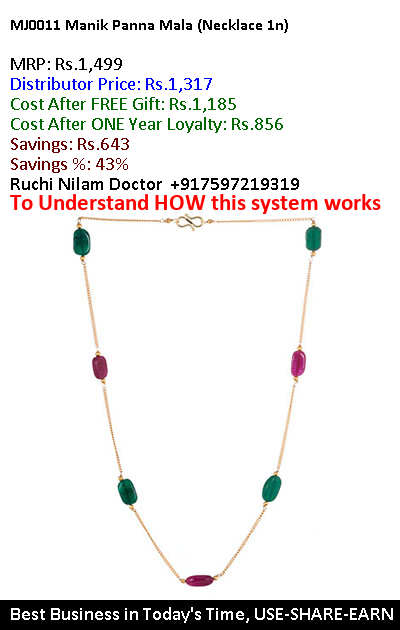 MJ0011 Manik Panna Mala (Necklace 1n)
MRP: Rs.1,499
Distributor Price: Rs.1,317
Cost After FREE Gift: Rs.1,185
Cost After ONE Year Loyalty: Rs.856
Savings: Rs.643
Savings %: 43%
Ruchi Nilam Doctor +917597219319
To Understand HOW this system works
Best Business in Today's Time, USE-SHARE-EARN